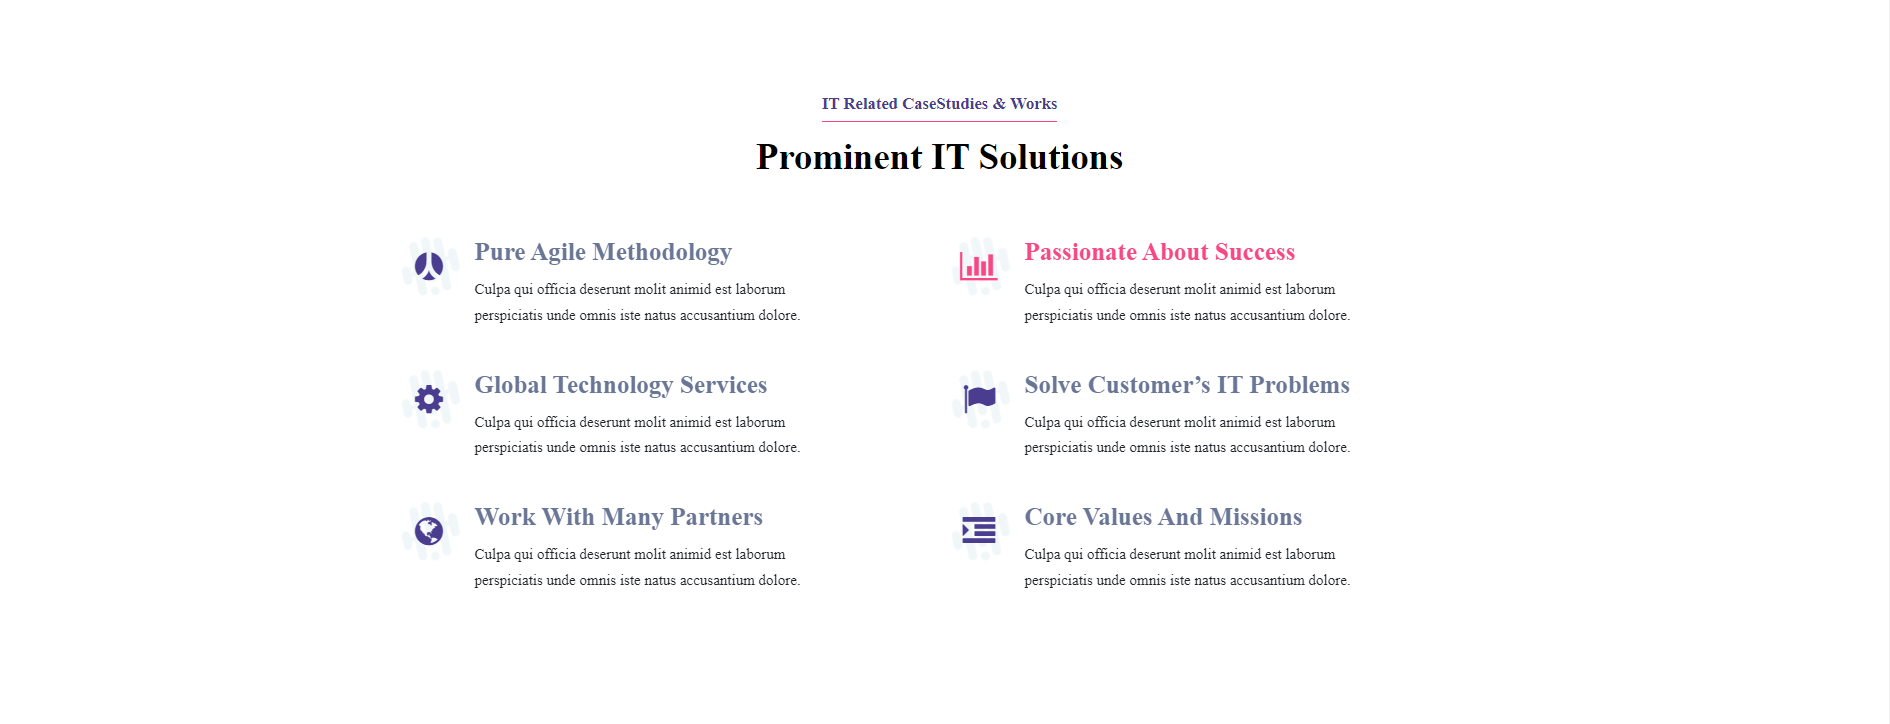 IT Related CaseStudies & Works
Prominent IT Solutions
Pure Agile Methodology
Culpa qui officia deserunt molit animid est laborum
perspiciatis unde omnis iste natus accusantium dolore.
Passionate About Success
Culpa qui officia deserunt molit animid est laborum
perspiciatis unde omnis iste natus accusantium dolore.
Global Technology Services
Culpa qui officia deserunt molit animid est laborum
perspiciatis unde omnis iste natus accusantium dolore.
Solve Customer’s IT Problems
Culpa qui officia deserunt molit animid est laborum
perspiciatis unde omnis iste natus accusantium dolore.
Work With Many Partners
Culpa qui officia deserunt molit animid est laborum
perspiciatis unde omnis iste natus accusantium dolore.
Core Values And Missions
Culpa qui officia deserunt molit animid est laborum
perspiciatis unde omnis iste natus accusantium dolore.